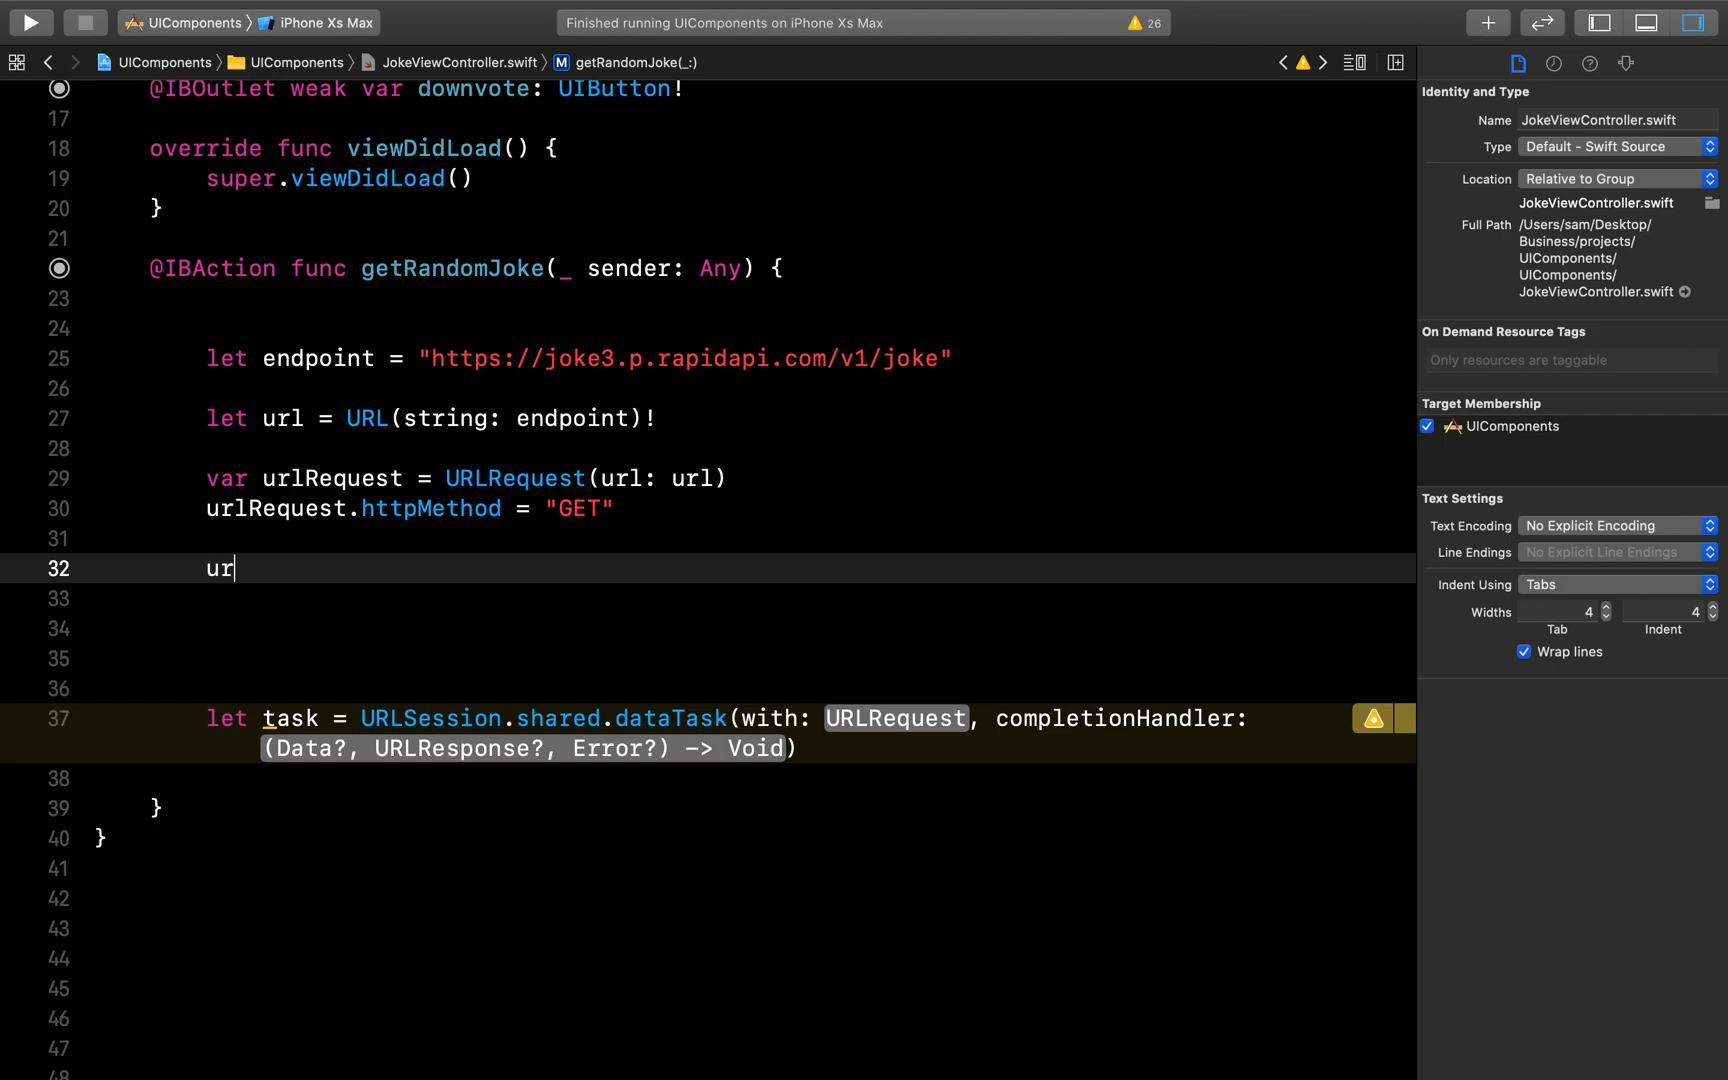 UIComponents iPhone Xs Max Finished running UIComponents on iPhone Xs Max 26
UIComponents UIComponents JokeViewController.swift M getRandomJoke(_:)
@IBOutlet weak var downvote: UIButton!
17
18 override func viewDidLoad() {
19 super.viewDidLoad()
20 }
21
@IBAction func getRandomJoke(_ sender: Any) {
23
24
25 let endpoint = "https://joke3.p.rapidapi.com/v1/joke"
26
27 let url = URL(string: endpoint)!
28
29 var urlRequest = URLRequest(url: url)
30 urlRequest.httpMethod = "GET"
31
32 ur
33
34
35
36
37 let task = URLSession.shared.dataTask(with: URLRequest, completionHandler:
(Data?, URLResponse?, Error?) -> Void)
38
39 }
40 }
41
42
43
44
45
46
47
48
Identity and Type
Name JokeViewController.swift
Type Default - Swift Source
Location Relative to Group
JokeViewController.swift
Full Path /Users/sam/Desktop/
Business/projects/
UIComponents/
UIComponents/
JokeViewController.swift
On Demand Resource Tags
Only resources are taggable
Target Membership
UIComponents
Text Settings
Text Encoding No Explicit Encoding
Line Endings No Explicit Line Endings
Indent Using Tabs
Widths 4 4
Tab Indent
Wrap lines